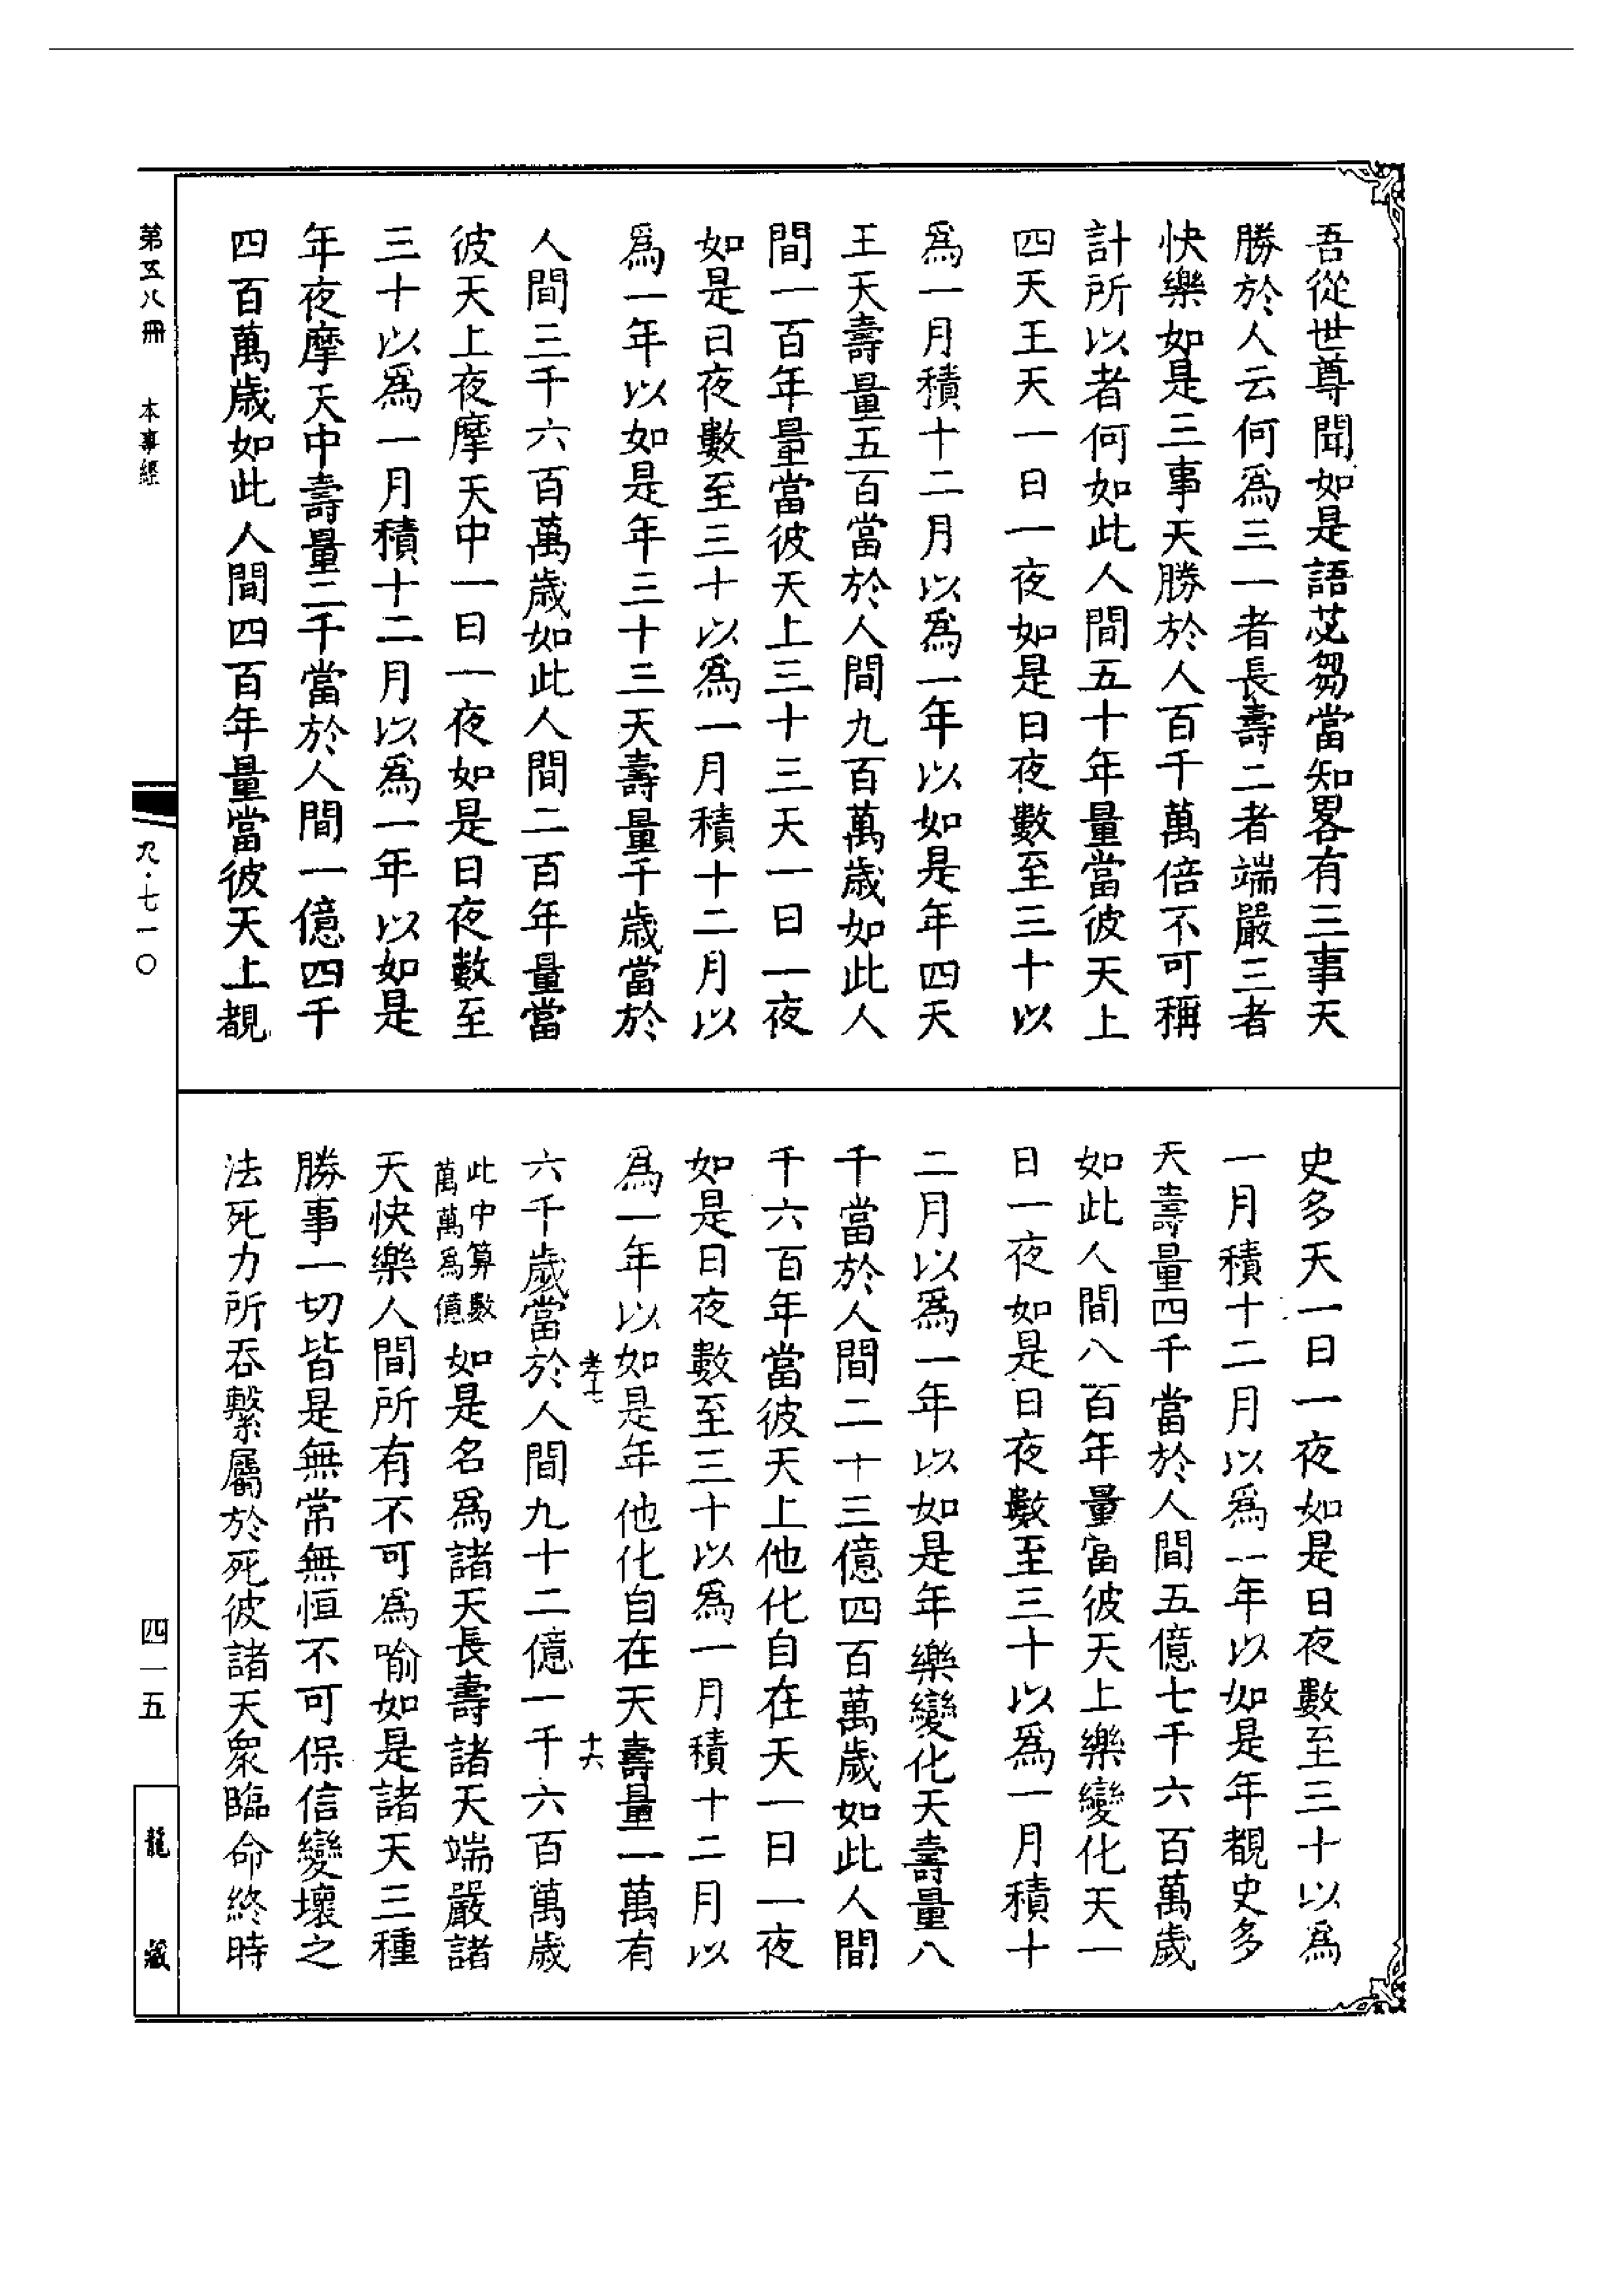 吾從世尊聞如是語苾芻當知畧有三事天
勝於人云何爲三一者長壽二者端嚴三者
快樂如是三事天勝於人百千萬倍不可稱
計所以者何如此人間五十年量當彼天上
四天王天一日一夜如是日夜數至三十以
爲一月積十二月以爲一年以如是年四天
王天壽量五百當於人間九百萬歲如此人
間一百年量當彼天上三十三天一日一夜
如是日夜數至三十以爲一月積十二月以
爲一年以如是年三十三天壽量千歲當於
人間三千六百萬歲如此人間二百年量當
彼天上夜摩天中一日一夜如是日夜數至
三十以爲一月積十二月以爲一年以如是
年夜摩天中壽量二千當於人間一億四千
四百萬歲如此人間四百年量當彼天上覩
史多天一日一夜如是日夜數至三十以爲
一月積十二月以爲一年以如是年覩史多
天壽量四千當於人間五億七千六百萬歲
如此人間八百年量當彼天上樂變化天一
日一夜如是日夜數至三十以爲一月積十
二月以爲一年以如是年樂變化天壽量八
千當於人間二十三億四百萬歲如此人間
千六百年當彼天上他化自在天一日一夜
如是日夜數至三十以爲一月積十二月以
爲一年以如是年他化自在天壽量一萬有
十六
六千歲當於人間九十二億一千六百萬歲
此中算數
萬萬爲億
如是名爲諸天長壽諸天端嚴諸
天快樂人間所有不可爲喻如是諸天三種
勝事一切皆是無常無恒不可保信變壞之
法死力所吞繫屬於死彼諸天衆臨命終時
第五八冊
本事經
尺·七一〇
四一五
龍藏